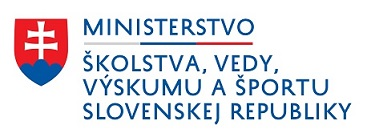 MINISTERSTVO
ŠKOLSTVA, VEDY,
VÝSKUMU A ŠPORTU
SLOVENSKEJ REPUBLIKY